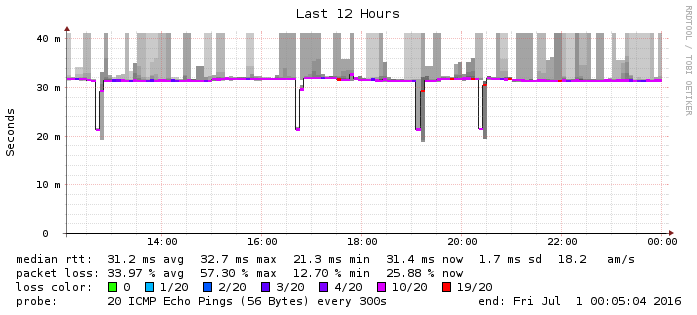 Last 12 Hours
RRDTOOL / TOBI OETIKER
Seconds
40 m
30 m
20 m
10 m
0
14:00 16:00 18:00 20:00 22:00 00:00
median rtt: 31.2 ms avg 32.7 ms max 21.3 ms min 31.4 ms now 1.7 ms sd 18.2 am/s
packet loss: 33.97 % avg 57.30 % max 12.70 % min 25.88 % now
loss color: 0 1/20 2/20 3/20 4/20 10/20 19/20
probe: 20 ICMP Echo Pings (56 Bytes) every 300s end: Fri Jul 1 00:05:04 2016